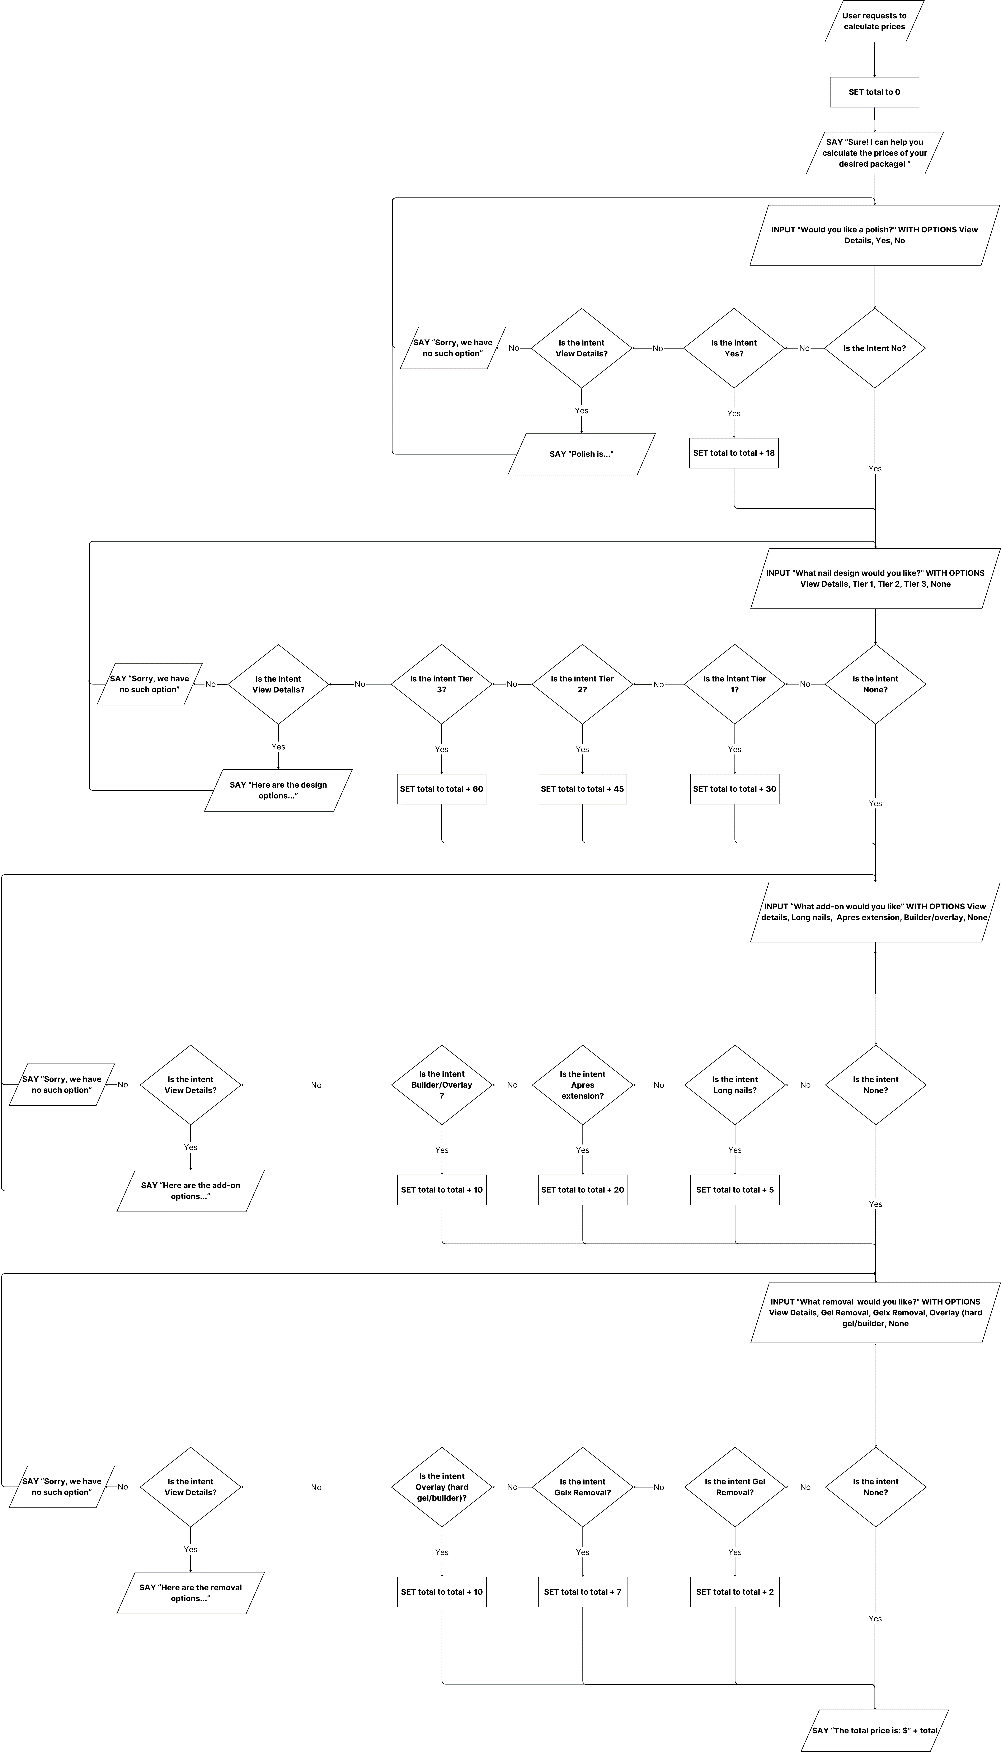 User requests to
calculate prices
SET total to 0
SAY "Sure! I can help you
calculate the prices of your
desired package! "
INPUT "Would you like a polish?" WITH OPTIONS View
Details, Yes, No
SAY "Sorry, we have
no such option"
No
Is the intent
View Details?
No
Is the intent
Yes?
No
Is the intent No?
Yes
Yes
Yes
SAY "Polish is..."
SET total to total + 18
INPUT "What nail design would you like?" WITH OPTIONS
View Details, Tier 1, Tier 2, Tier 3, None
SAY "Sorry, we have
no such option"
No
Is the intent
View Details?
No
Is the intent Tier
3?
No
Is the intent Tier
2?
No
Is the intent Tier
1?
No
Is the intent
None?
Yes
Yes
Yes
Yes
Yes
SAY "Here are the design
options..."
SET total to total + 60
SET total to total + 45
SET total to total + 30
INPUT "What add-on would you like" WITH OPTIONS View
details, Long nails,  Apres extension, Builder/overlay, None
SAY "Sorry, we have
no such option"
No
Is the intent
View Details?
No
Is the intent
Builder/Overlay
?
No
Is the intent
Apres
extension?
No
Is the intent
Long nails?
No
Is the intent
None?
Yes
Yes
Yes
Yes
Yes
SAY "Here are the add-on
options..."
SET total to total + 10
SET total to total + 20
SET total to total + 5
INPUT "What removal  would you like?" WITH OPTIONS
View Details, Gel Removal, Gelx Removal, Overlay (hard
gel/builder, None
SAY "Sorry, we have
no such option"
No
Is the intent
View Details?
No
Is the intent
Overlay (hard
gel/builder)?
No
Is the intent
Gelx Removal?
No
Is the intent Gel
Removal?
No
Is the intent
None?
Yes
Yes
Yes
Yes
Yes
SAY "Here are the removal
options..."
SET total to total + 10
SET total to total + 7
SET total to total + 2
SAY "The total price is: $" + total